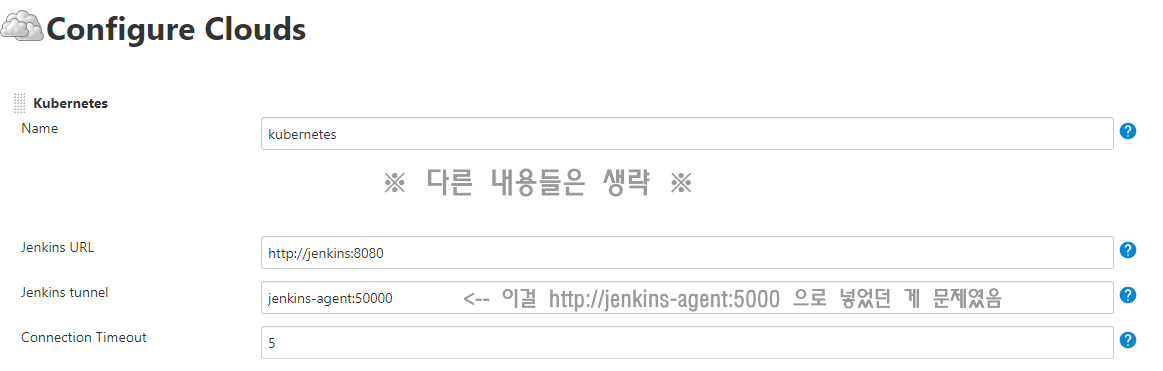 Configure Clouds
Kubernetes
Name
kubernetes
※ 다른 내용들은 생략 ※
Jenkins URL
http://jenkins:8080
Jenkins tunnel
jenkins-agent:50000 <-- 이걸 http://jenkins-agent:5000 으로 넣었던 게 문제였음
Connection Timeout
5